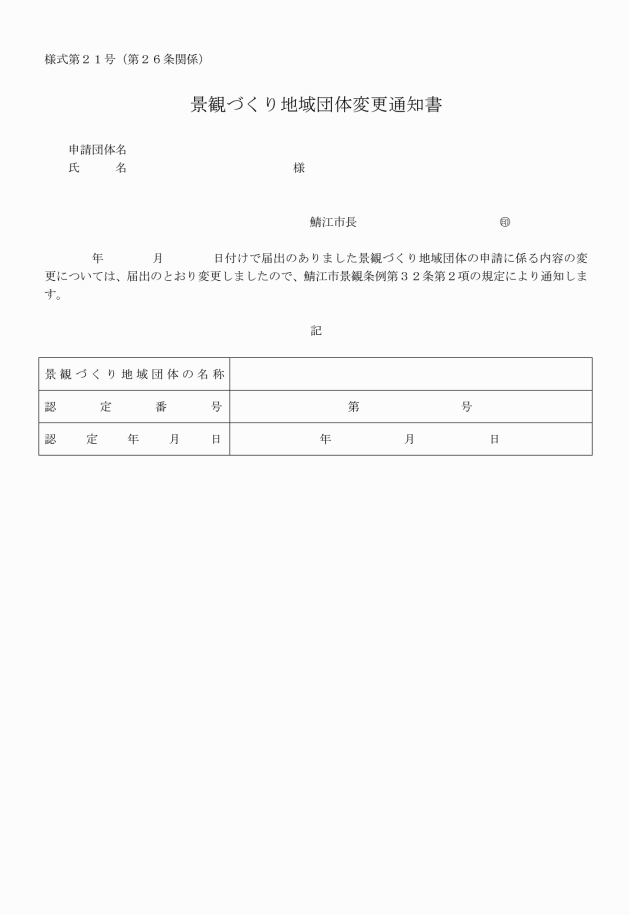 様式第２１号（第２６条関係）
景観づくり地域団体変更通知書
申請団体名
氏　　　名　　　　　　　　　　　　　　様
鯖江市長　　　　　　　　　　　　㊞
年　　　　月　　　　日付けで届出のありました景観づくり地域団体の申請に係る内容の変
更については、届出のとおり変更しましたので、鯖江市景観条例第３２条第２項の規定により通知しま
す。
記
景観づくり地域団体の名称
認定番号　　第　　　　　　　　号
認定年月日　　年　　　　　　月　　　　　　日